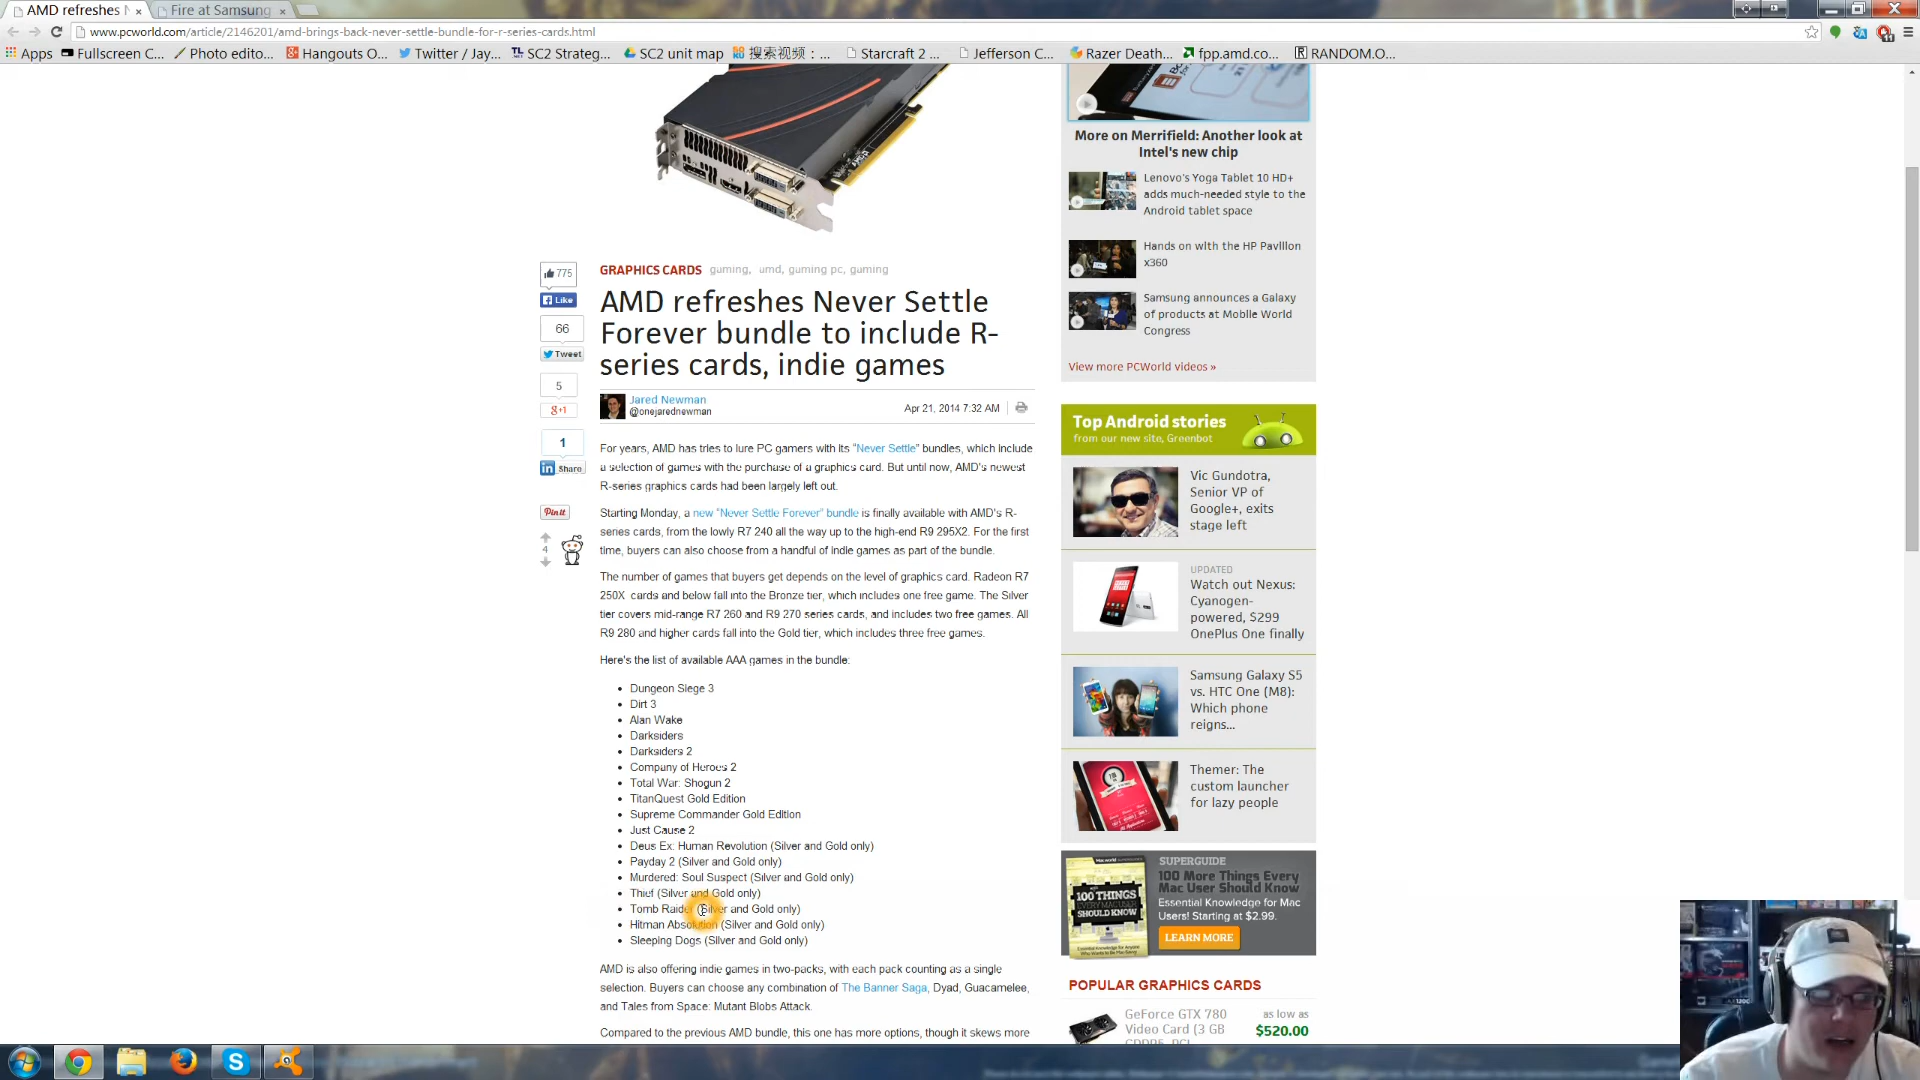 AMD refreshes N
Fire at Samsung
www.pcworld.com/article/2146201/amd-brings-back-never-settle-bundle-for-r-series-cards.html
Apps
Fullscreen C...
Photo edito...
Hangouts O...
Twitter / Jay,...
SC2 Strateg...
SC2 unit map
搜索视频：...
Starcraft 2 ...
Jefferson C...
Razer Death...
fpp.amd.co...
RANDOM.O...
More on Merrifield: Another look at
Intel's new chip
Lenovo's Yoga Tablet 10 HD+
adds much-needed style to the
Android tablet space
Hands on with the HP Pavilion
x360
Samsung announces a Galaxy
of products at Mobile World
Congress
View more PCWorld videos »
775
Like
66
Tweet
5
g+1
1
in Share
Pin it
4
GRAPHICS CARDS gaming, amd, gaming pc, gaming
AMD refreshes Never Settle
Forever bundle to include R-
series cards, indie games
Jared Newman
@onejarednewman
Apr 21, 2014 7:32 AM
For years, AMD has tries to lure PC gamers with its "Never Settle" bundles, which include
a selection of games with the purchase of a graphics card. But until now, AMD's newest
R-series graphics cards had been largely left out.
Starting Monday, a new "Never Settle Forever" bundle is finally available with AMD's R-
series cards, from the lowly R7 240 all the way up to the high-end R9 295X2. For the first
time, buyers can also choose from a handful of indie games as part of the bundle.
The number of games that buyers get depends on the level of graphics card. Radeon R7
250X cards and below fall into the Bronze tier, which includes one free game. The Silver
tier covers mid-range R7 260 and R9 270 series cards, and includes two free games. All
R9 280 and higher cards fall into the Gold tier, which includes three free games.
Here's the list of available AAA games in the bundle:
Dungeon Siege 3
Dirt 3
Alan Wake
Darksiders
Darksiders 2
Company of Heroes 2
Total War: Shogun 2
TitanQuest Gold Edition
Supreme Commander Gold Edition
Just Cause 2
Deus Ex: Human Revolution (Silver and Gold only)
Payday 2 (Silver and Gold only)
Murdered: Soul Suspect (Silver and Gold only)
Thief (Silver and Gold only)
Tomb Raider (Silver and Gold only)
Hitman Absolution (Silver and Gold only)
Sleeping Dogs (Silver and Gold only)
AMD is also offering indie games in two-packs, with each pack counting as a single
selection. Buyers can choose any combination of The Banner Saga, Dyad, Guacamelee,
and Tales from Space: Mutant Blobs Attack.
Compared to the previous AMD bundle, this one has more options, though it skews more
Top Android stories
from our new site, Greenbot
Vic Gundotra,
Senior VP of
Google+, exits
stage left
UPDATED
Watch out Nexus:
Cyanogen-
powered, $299
OnePlus One finally
Samsung Galaxy S5
vs. HTC One (M8):
Which phone
reigns...
Themer: The
custom launcher
for lazy people
100 THINGS
SHOULD KNOW
SUPERGUIDE
100 More Things Every
Mac User Should Know
Essential Knowledge for Mac
Users! Starting at $2.99.
LEARN MORE
POPULAR GRAPHICS CARDS
GeForce GTX 780
Video Card (3 GB
GDDR5, PCI
as low as
$520.00